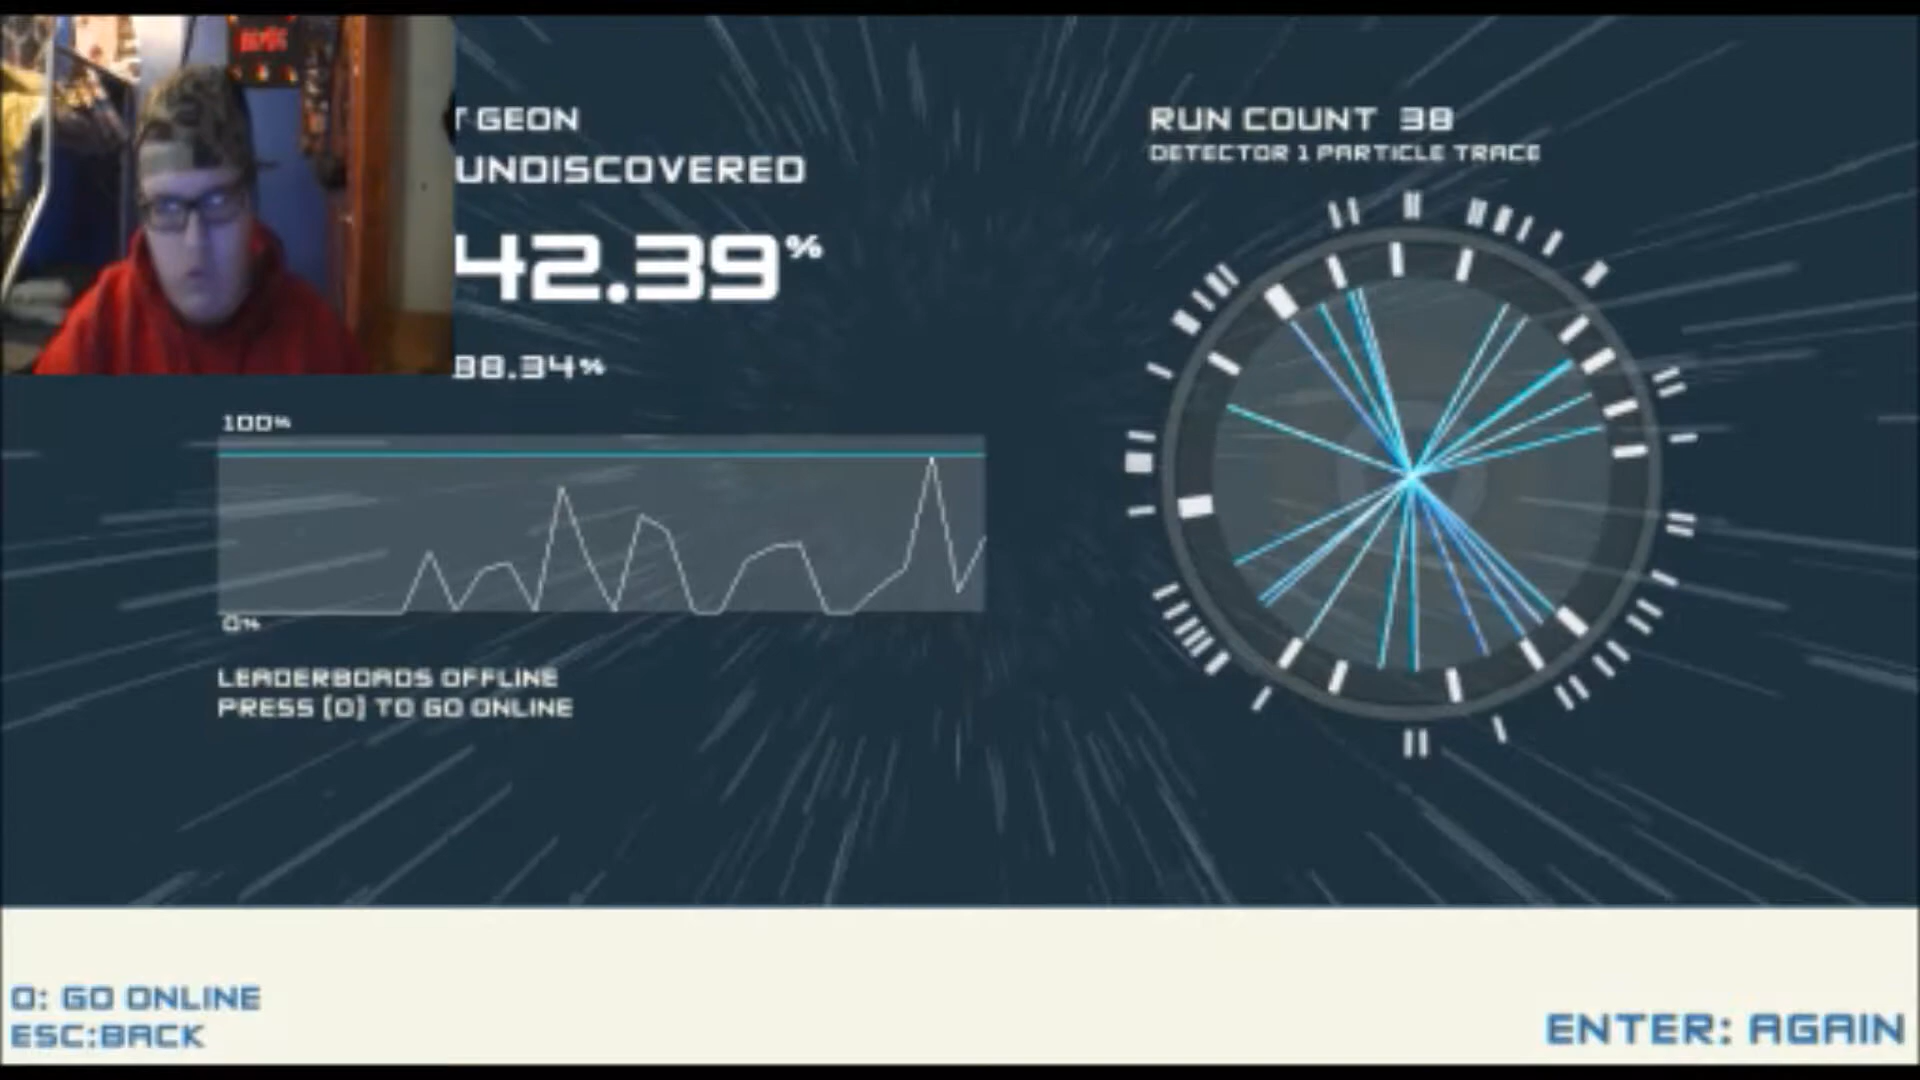 GEON
UNDISCOVERED
42.39%
88.34%
100%
0%
LEADERBOARDS OFFLINE
PRESS [O] TO GO ONLINE
RUN COUNT 38
DETECTOR 1 PARTICLE TRACE
O: GO ONLINE
ESC:BACK
ENTER: AGAIN